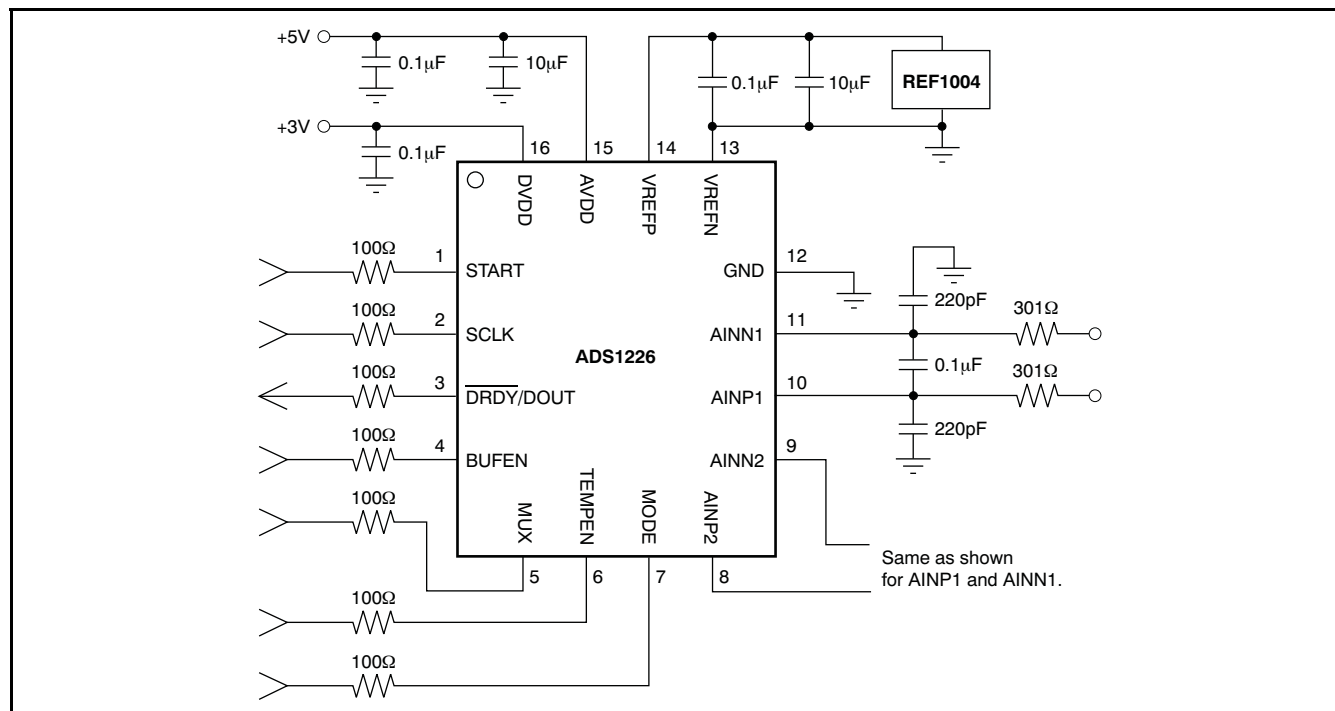 +5V
0.1µF
10µF
0.1µF
10µF
REF1004
+3V
0.1µF
16
15
14
13
DVDD
AVDD
VREFP
VREFN
100Ω
1
START
GND
12
220pF
100Ω
2
SCLK
AINN1
11
301Ω
ADS1226
0.1µF
100Ω
3
DRDY/DOUT
AINP1
10
301Ω
220pF
100Ω
4
BUFEN
AINN2
9
100Ω
MUX
TEMPEN
MODE
AINP2
5
6
7
8
Same as shown
for AINP1 and AINN1.
100Ω
100Ω